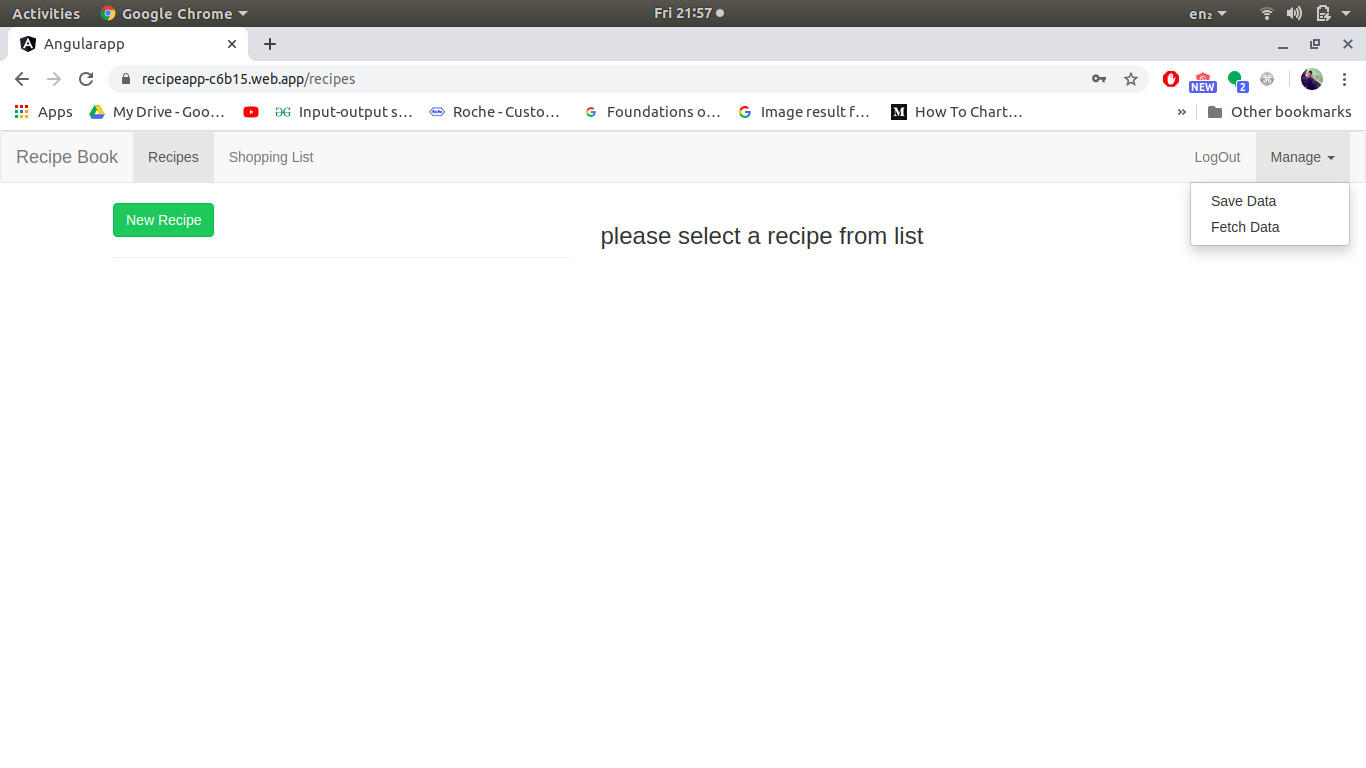 Activities Google Chrome Fri 21:57 en₂
Angularapp
recipeapp-c6b15.web.app/recipes NEW 2
Apps My Drive - Goo… Input-output s… Roche - Custo… Foundations o… Image result f… M How To Chart… » Other bookmarks
Recipe Book Recipes Shopping List LogOut Manage
Save Data
Fetch Data
New Recipe
please select a recipe from list